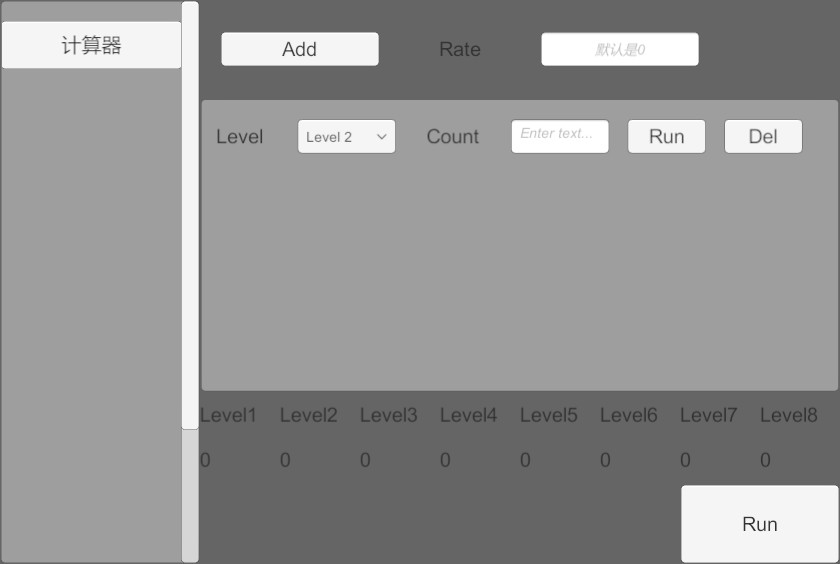 计算器
Add Rate 默认是0
Level Level 2 Count Enter text... Run Del
Level1 Level2 Level3 Level4 Level5 Level6 Level7 Level8
0 0 0 0 0 0 0 0
Run